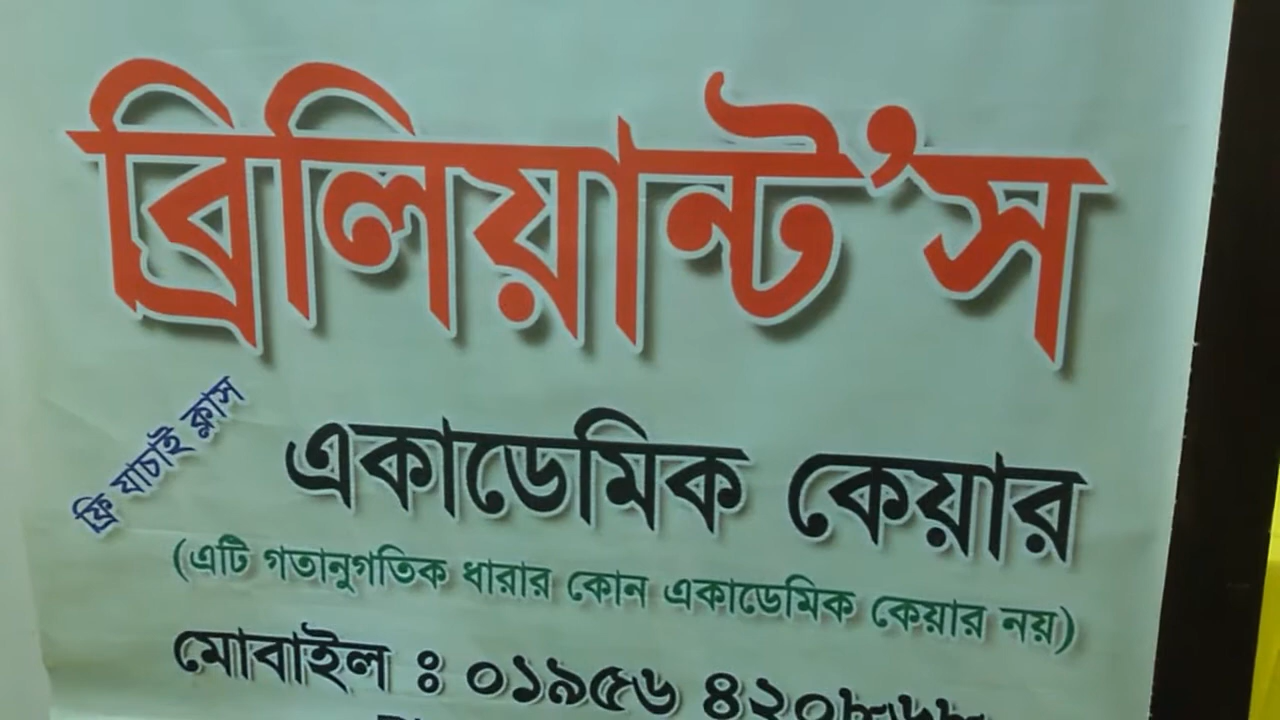 ব্রিলিয়ান্ট'স
ফ্রি যাচাই ক্লাস
একাডেমিক কেয়ার
(এটি গতানুগতিক ধারার কোন একাডেমিক কেয়ার নয়)
মোবাইল ঃ ০১৯৫৬